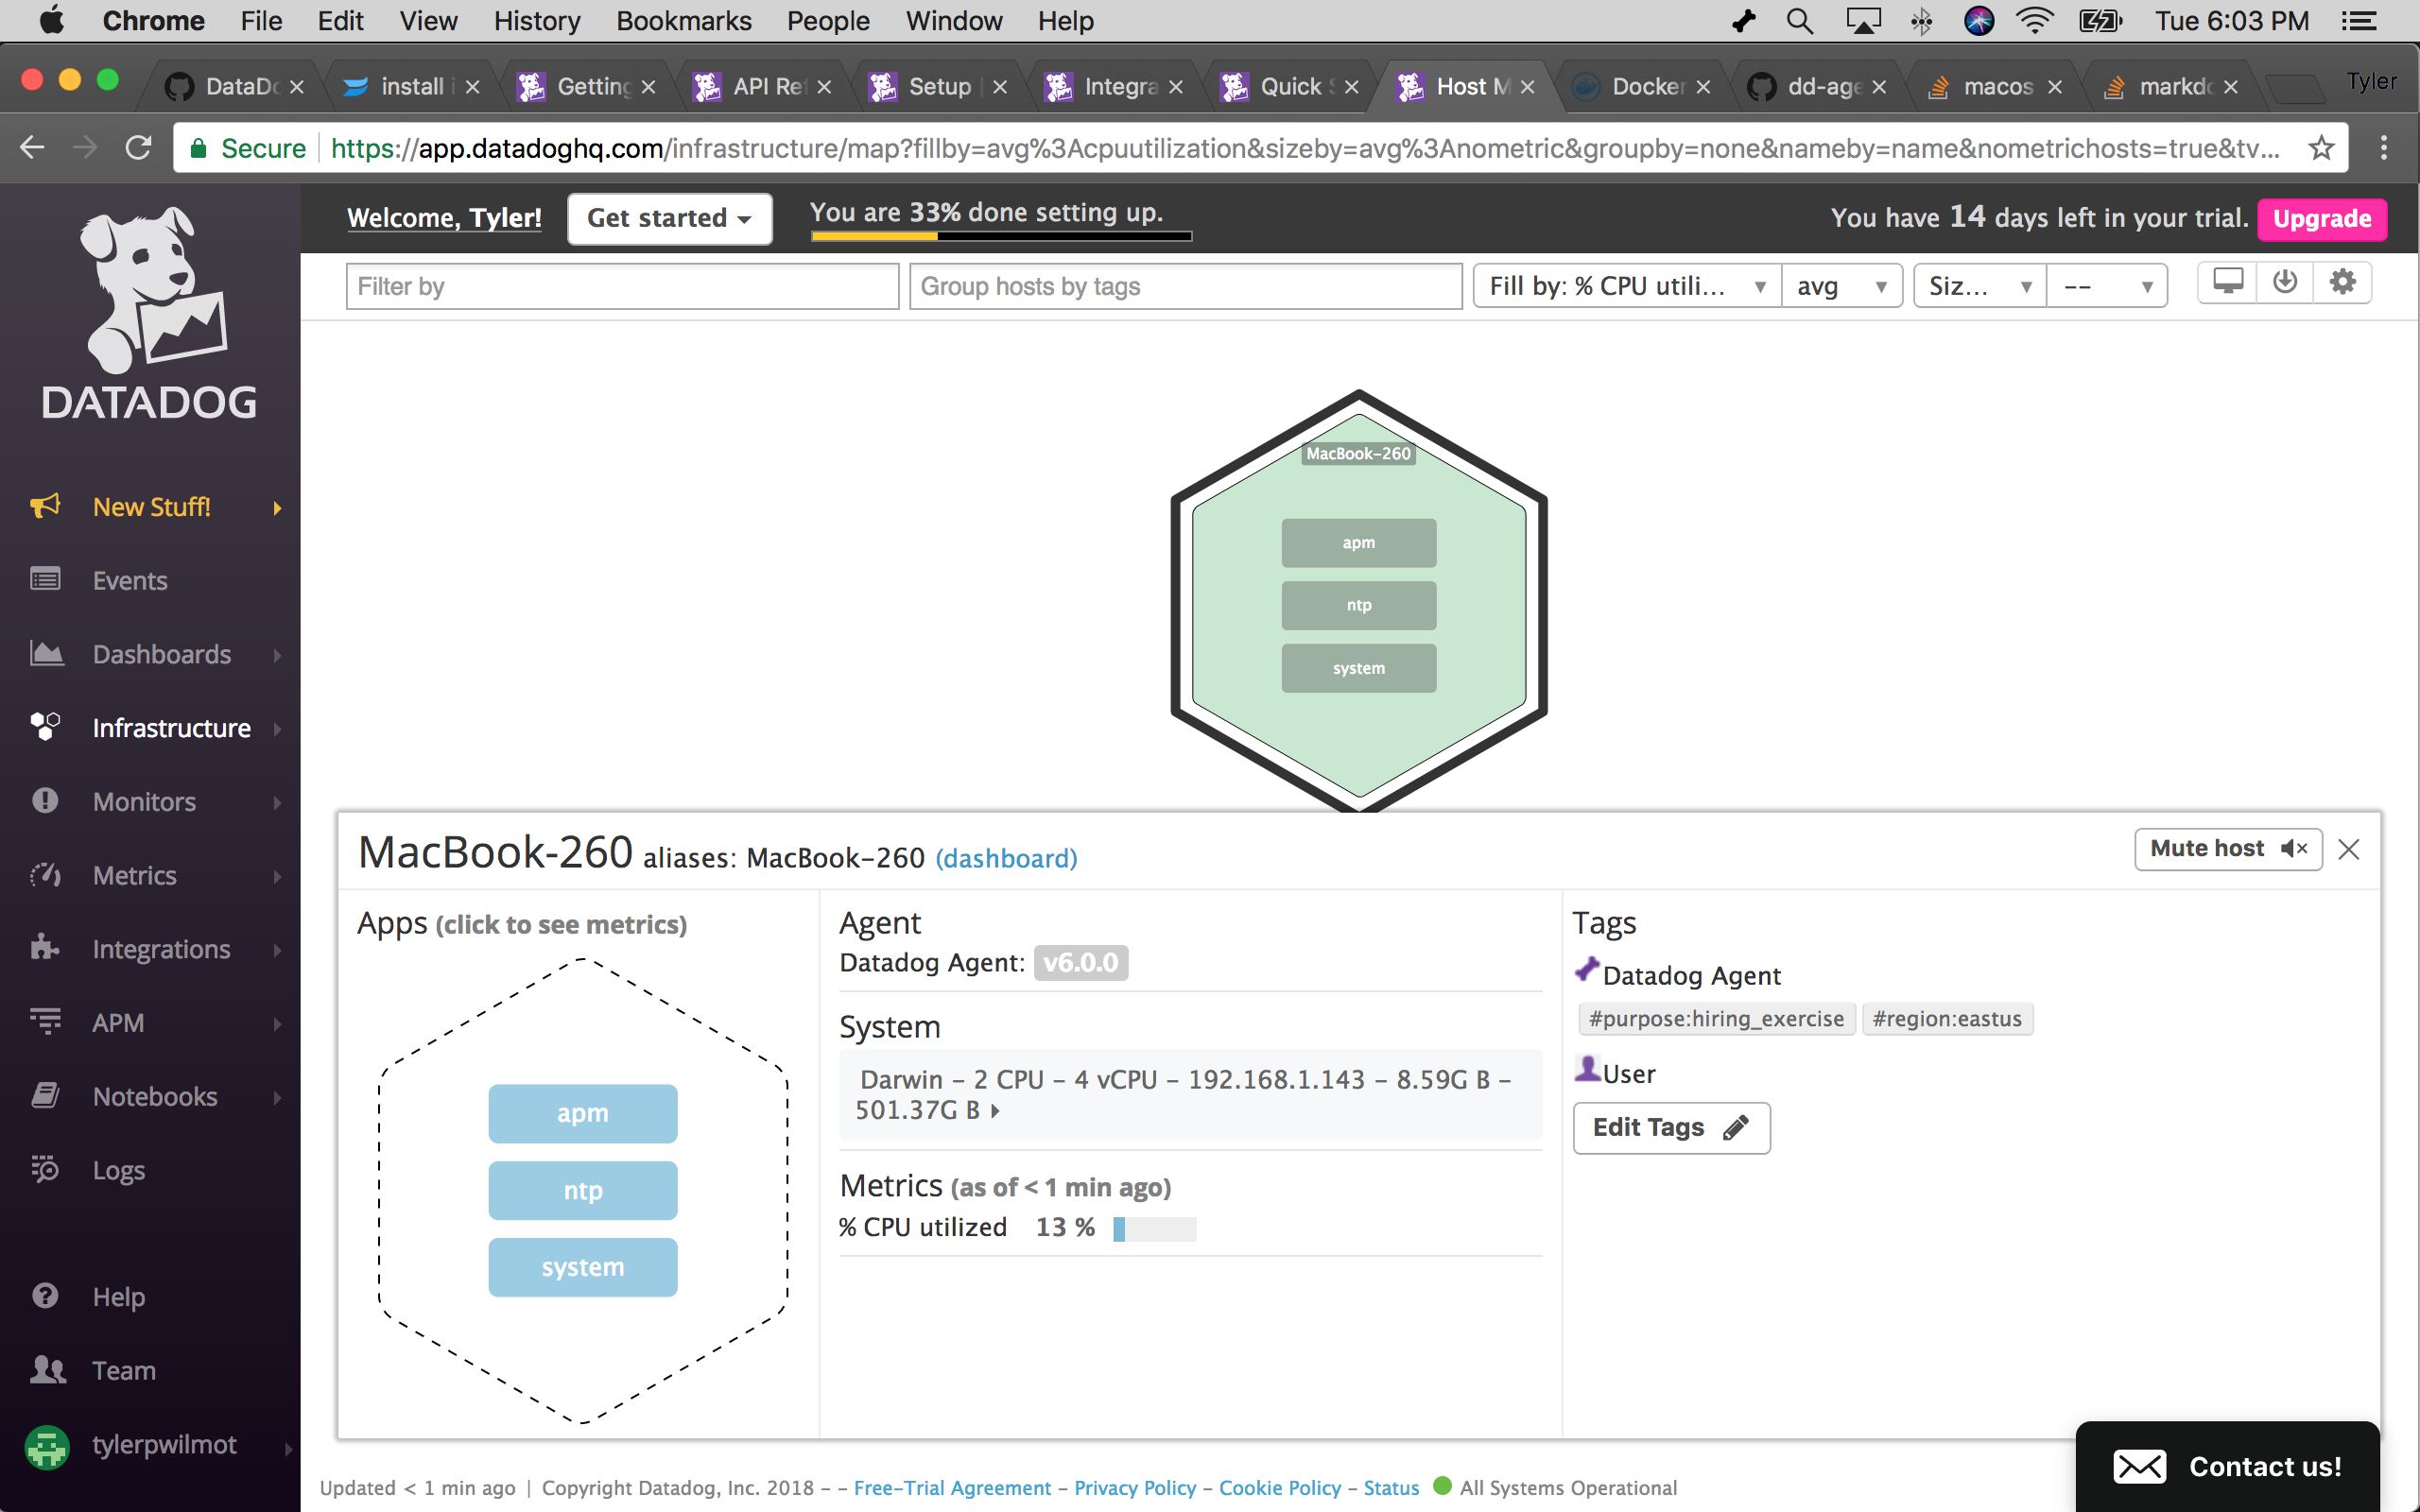 Chrome File Edit View History Bookmarks People Window Help Tue 6:03 PM
DataDo install i Getting API Ref Setup | Integra Quick S Host M Docker dd-age macos markdo Tyler
Secure https://app.datadoghq.com/infrastructure/map?fillby=avg%3Acpuutilization&sizeby=avg%3Anometric&groupby=none&nameby=name&nometrichosts=true&tv...
DATADOG
New Stuff!
Events
Dashboards
Infrastructure
Monitors
Metrics
Integrations
APM
Notebooks
Logs
Help
Team
tylerpwilmot
Welcome, Tyler! Get started You are 33% done setting up. You have 14 days left in your trial. Upgrade
Filter by Group hosts by tags Fill by: % CPU utili... avg Siz... --
MacBook-260
apm
ntp
system
MacBook-260 aliases: MacBook-260 (dashboard) Mute host
Apps (click to see metrics)
apm
ntp
system
Agent
Datadog Agent: v6.0.0
System
Darwin - 2 CPU - 4 vCPU - 192.168.1.143 - 8.59G B -
501.37G B
Metrics (as of < 1 min ago)
% CPU utilized 13 %
Tags
Datadog Agent
#purpose:hiring_exercise #region:eastus
User
Edit Tags
Updated < 1 min ago | Copyright Datadog, Inc. 2018 - - Free-Trial Agreement - Privacy Policy - Cookie Policy - Status All Systems Operational
Contact us!